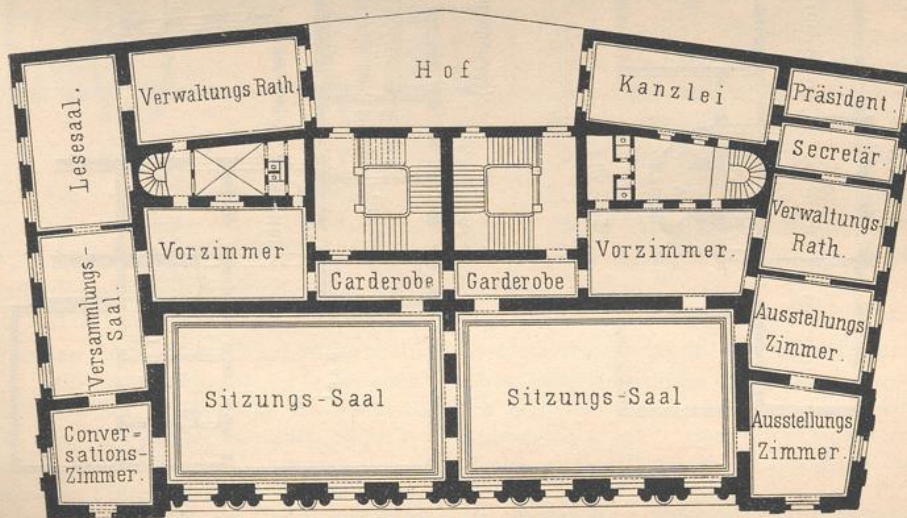 Hof
Verwaltungs Rath.
Kanzlei
Präsident.
Lesesaal.
Secretär.
Verwaltungs
Rath.
Vorzimmer
Vorzimmer.
Garderobe
Garderobe
Versammlungs-
Saal.
Ausstellungs
Zimmer.
Sitzungs-Saal
Sitzungs-Saal
Conver=
sations-
Zimmer.
Ausstellungs
Zimmer.